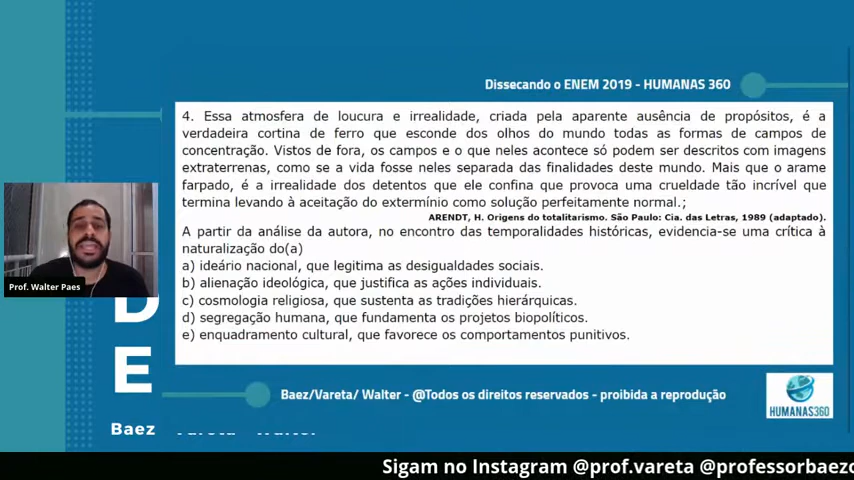 Dissecando o ENEM 2019 - HUMANAS 360
4. Essa atmosfera de loucura e irrealidade, criada pela aparente ausência de propósitos, é a
verdadeira cortina de ferro que esconde dos olhos do mundo todas as formas de campos de
concentração. Vistos de fora, os campos e o que neles acontece só podem ser descritos com imagens
extraterrenas, como se a vida fosse neles separada das finalidades deste mundo. Mais que o arame
farpado, é a irrealidade dos detentos que ele confina que provoca uma crueldade tão incrível que
termina levando à aceitação do extermínio como solução perfeitamente normal.;
ARENDT, H. Origens do totalitarismo. São Paulo: Cia. das Letras, 1989 (adaptado).
A partir da análise da autora, no encontro das temporalidades históricas, evidencia-se uma crítica à
naturalização do(a)
a) ideário nacional, que legitima as desigualdades sociais.
b) alienação ideológica, que justifica as ações individuais.
c) cosmologia religiosa, que sustenta as tradições hierárquicas.
d) segregação humana, que fundamenta os projetos biopolíticos.
e) enquadramento cultural, que favorece os comportamentos punitivos.
Prof. Walter Paes
D
E
Baez/Vareta/ Walter - @Todos os direitos reservados - proibida a reprodução
HUMANAS360
Baez
Sigam no Instagram @prof.vareta @professorbaezo